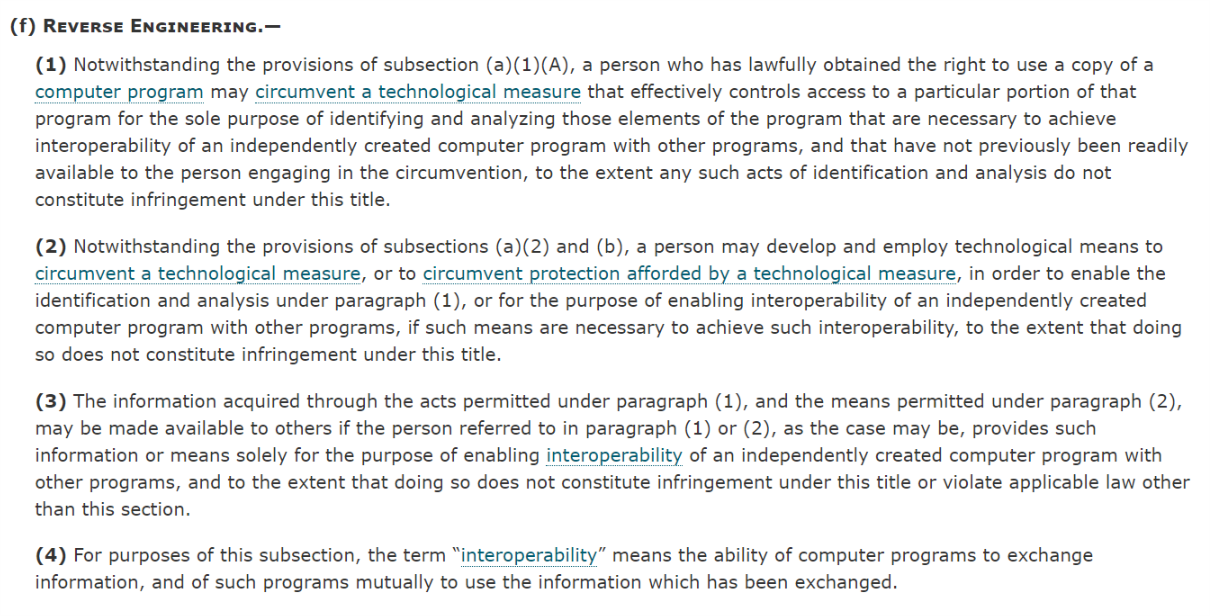 (f) REVERSE ENGINEERING.—
(1) Notwithstanding the provisions of subsection (a)(1)(A), a person who has lawfully obtained the right to use a copy of a
computer program may circumvent a technological measure that effectively controls access to a particular portion of that
program for the sole purpose of identifying and analyzing those elements of the program that are necessary to achieve
interoperability of an independently created computer program with other programs, and that have not previously been readily
available to the person engaging in the circumvention, to the extent any such acts of identification and analysis do not
constitute infringement under this title.
(2) Notwithstanding the provisions of subsections (a)(2) and (b), a person may develop and employ technological means to
circumvent a technological measure, or to circumvent protection afforded by a technological measure, in order to enable the
identification and analysis under paragraph (1), or for the purpose of enabling interoperability of an independently created
computer program with other programs, if such means are necessary to achieve such interoperability, to the extent that doing
so does not constitute infringement under this title.
(3) The information acquired through the acts permitted under paragraph (1), and the means permitted under paragraph (2),
may be made available to others if the person referred to in paragraph (1) or (2), as the case may be, provides such
information or means solely for the purpose of enabling interoperability of an independently created computer program with
other programs, and to the extent that doing so does not constitute infringement under this title or violate applicable law other
than this section.
(4) For purposes of this subsection, the term “interoperability” means the ability of computer programs to exchange
information, and of such programs mutually to use the information which has been exchanged.